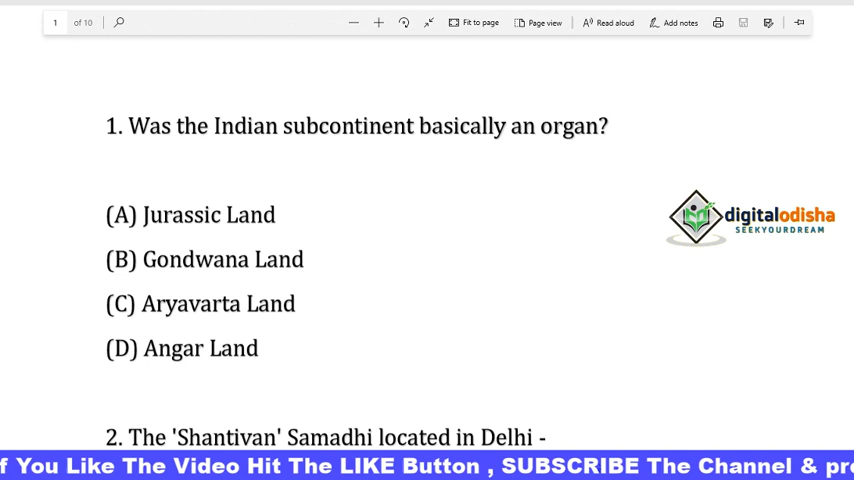 1 of 10 Fit to page Page view Read aloud Add notes
1. Was the Indian subcontinent basically an organ?
(A) Jurassic Land
digitalodisha
SEEKYOURDREAM
(B) Gondwana Land
(C) Aryavarta Land
(D) Angar Land
2. The 'Shantivan' Samadhi located in Delhi -
f You Like The Video Hit The LIKE Button , SUBSCRIBE The Channel & pre